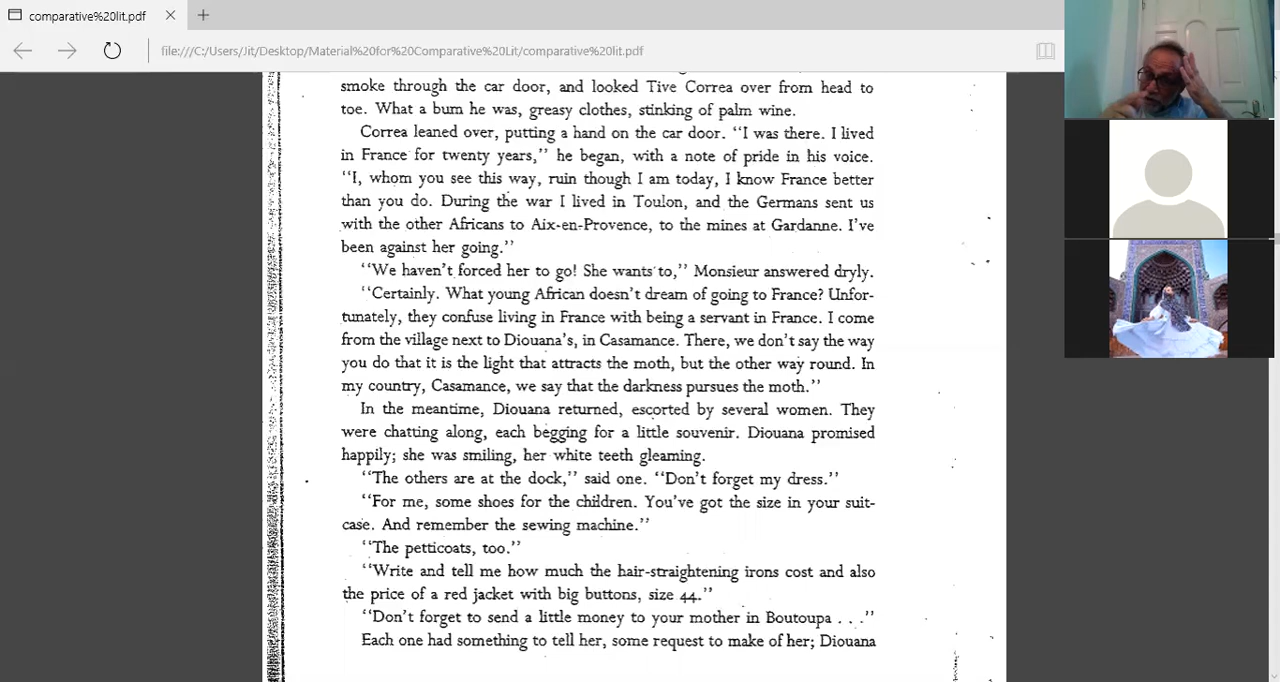 comparative%20lit.pdf
file:///C:/Users/Jit/Desktop/Material%20for%20Comparative%20Lit/comparative%20lit.pdf
smoke through the car door, and looked Tive Correa over from head to
toe. What a bum he was, greasy clothes, stinking of palm wine.
Correa leaned over, putting a hand on the car door. “I was there. I lived
in France for twenty years,” he began, with a note of pride in his voice.
“I, whom you see this way, ruin though I am today, I know France better
than you do. During the war I lived in Toulon, and the Germans sent us
with the other Africans to Aix-en-Provence, to the mines at Gardanne. I’ve
been against her going.”
“We haven’t forced her to go! She wants to,” Monsieur answered dryly.
“Certainly. What young African doesn’t dream of going to France? Unfor-
tunately, they confuse living in France with being a servant in France. I come
from the village next to Diouana’s, in Casamance. There, we don’t say the way
you do that it is the light that attracts the moth, but the other way round. In
my country, Casamance, we say that the darkness pursues the moth.”
In the meantime, Diouana returned, escorted by several women. They
were chatting along, each begging for a little souvenir. Diouana promised
happily; she was smiling, her white teeth gleaming.
“The others are at the dock,” said one. “Don’t forget my dress.”
“For me, some shoes for the children. You’ve got the size in your suit-
case. And remember the sewing machine.”
“The petticoats, too.”
“Write and tell me how much the hair-straightening irons cost and also
the price of a red jacket with big buttons, size 44.”
“Don’t forget to send a little money to your mother in Boutoupa . . .”
Each one had something to tell her, some request to make of her; Diouana